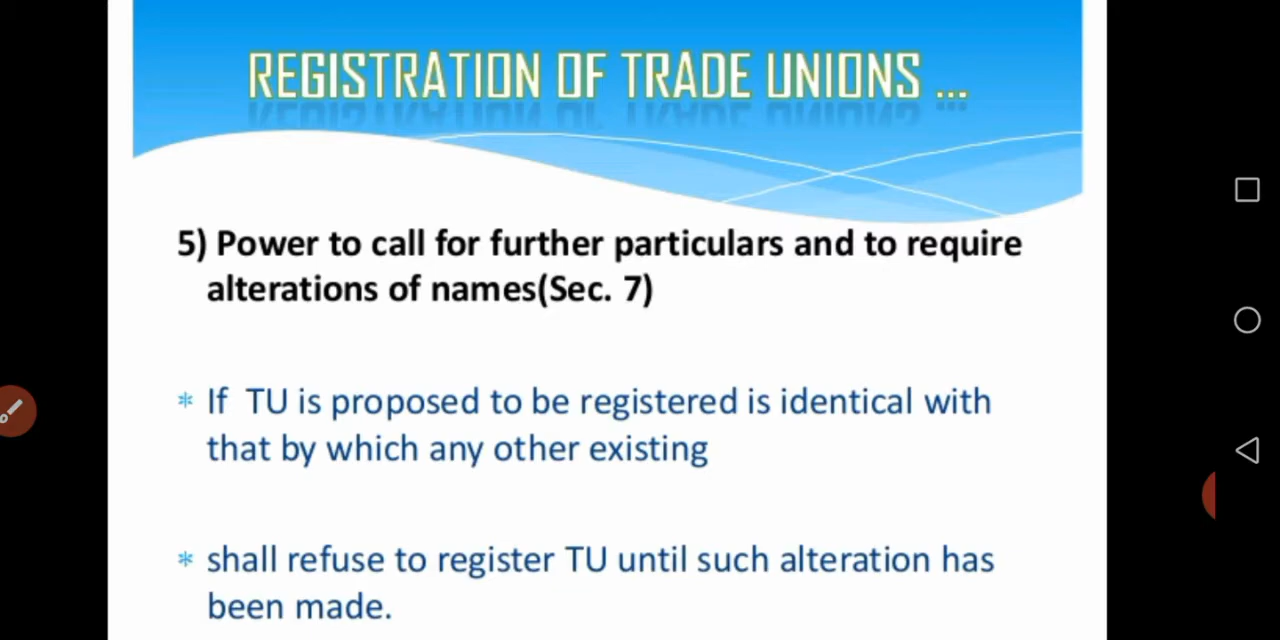 REGISTRATION OF TRADE UNIONS ...
5) Power to call for further particulars and to require
alterations of names(Sec. 7)
* If  TU is proposed to be registered is identical with
that by which any other existing
* shall refuse to register TU until such alteration has
been made.